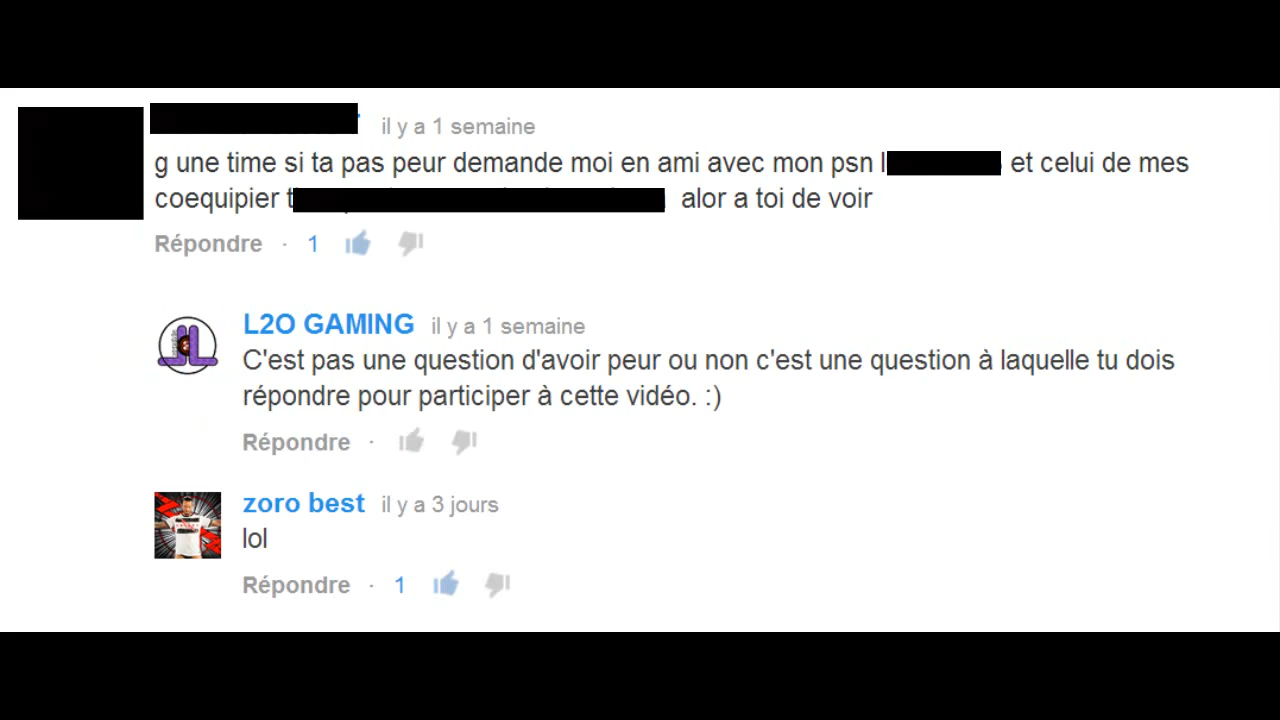 il y a 1 semaine
g une time si ta pas peur demande moi en ami avec mon psn l et celui de mes
coequipier t alor a toi de voir
Répondre · 1
L2O GAMING il y a 1 semaine
C'est pas une question d'avoir peur ou non c'est une question à laquelle tu dois
répondre pour participer à cette vidéo. :)
Répondre ·
zoro best il y a 3 jours
lol
Répondre · 1